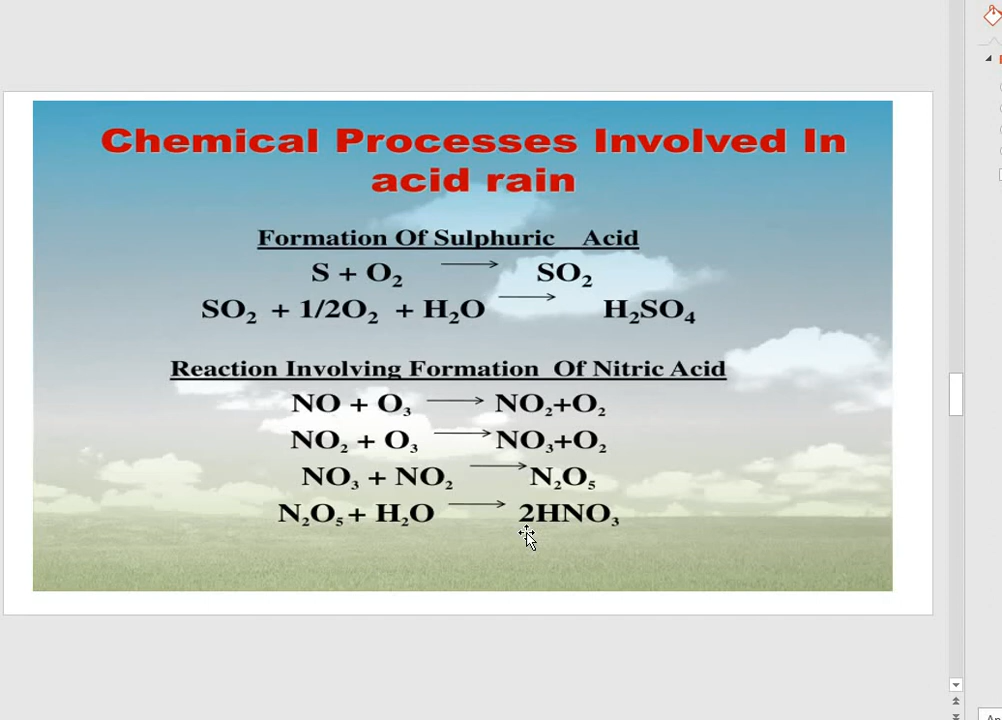 Chemical Processes Involved In
acid rain
Formation Of Sulphuric Acid
S + O₂ ⟶ SO₂
SO₂ + 1/2O₂ + H₂O ⟶ H₂SO₄
Reaction Involving Formation Of Nitric Acid
NO + O₃ ⟶ NO₂+O₂
NO₂ + O₃ ⟶ NO₃+O₂
NO₃ + NO₂ ⟶ N₂O₅
N₂O₅ + H₂O ⟶ 2HNO₃